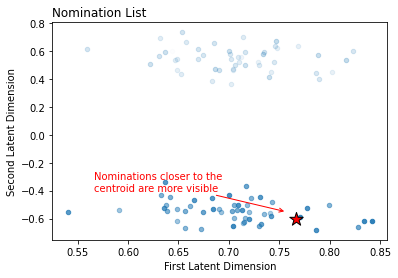 Nomination List
0.8
0.6
0.4
0.2
0.0
−0.2
−0.4
−0.6
Second Latent Dimension
Nominations closer to the
centroid are more visible
0.55 0.60 0.65 0.70 0.75 0.80 0.85
First Latent Dimension